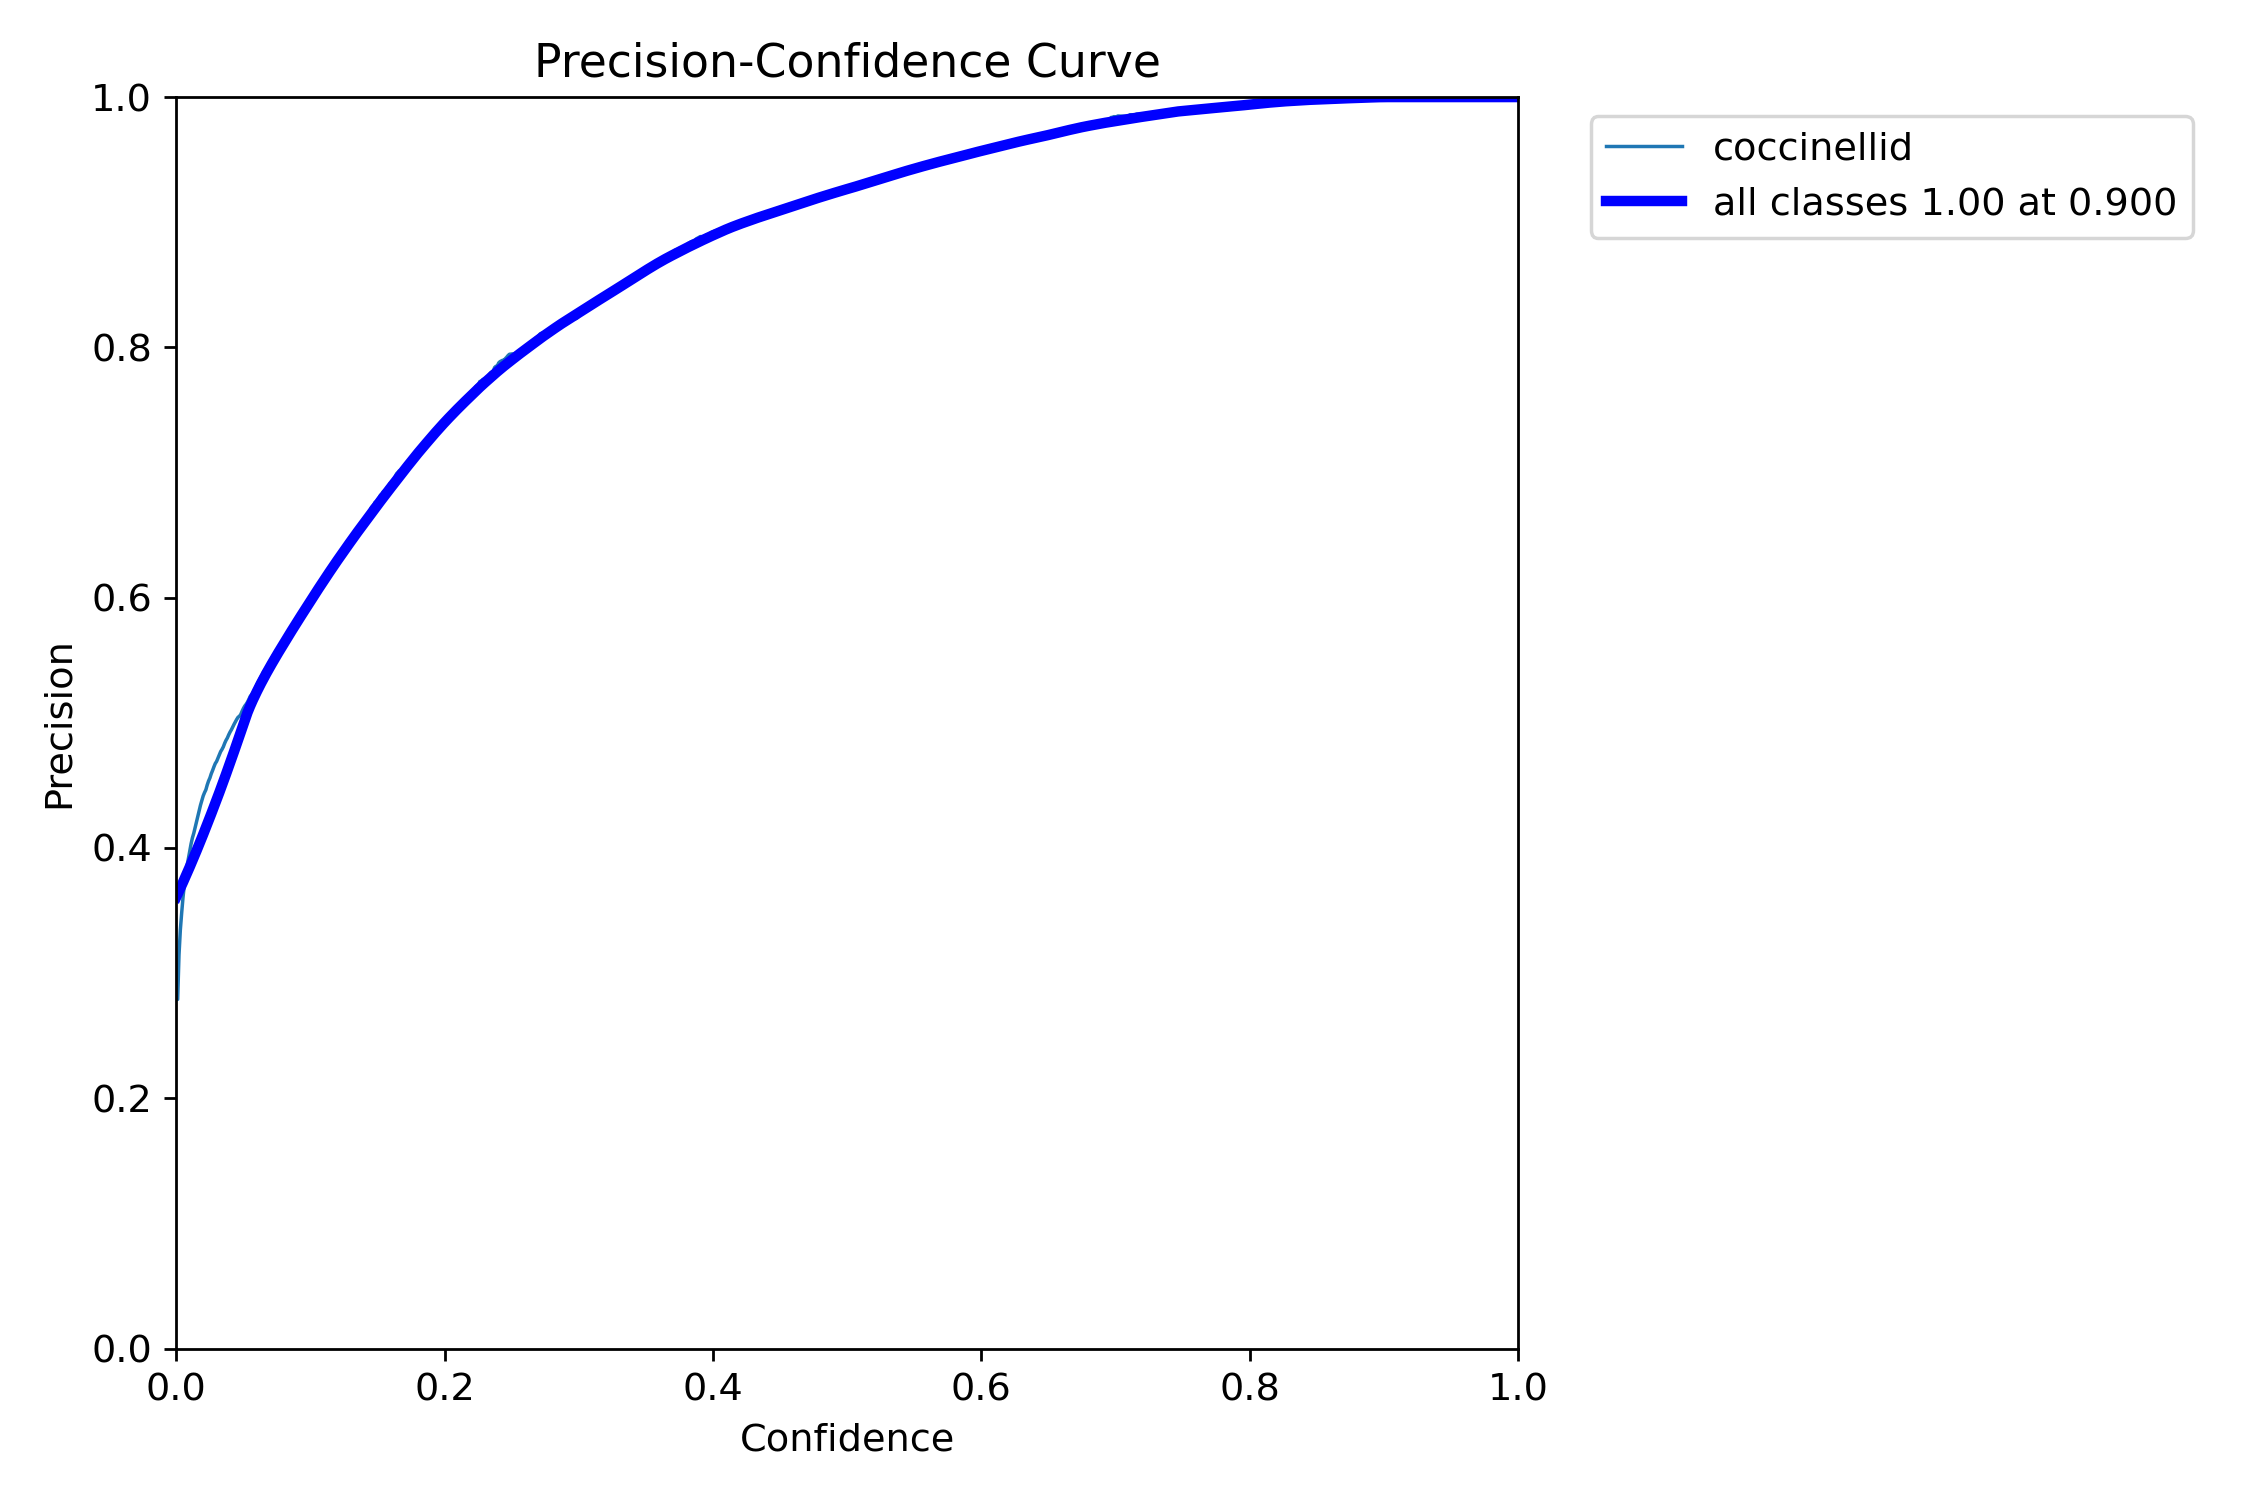 Precision-Confidence Curve
1.0
0.8
0.6
0.4
0.2
0.0
Precision
0.0 0.2 0.4 0.6 0.8 1.0
Confidence
coccinellid
all classes 1.00 at 0.900